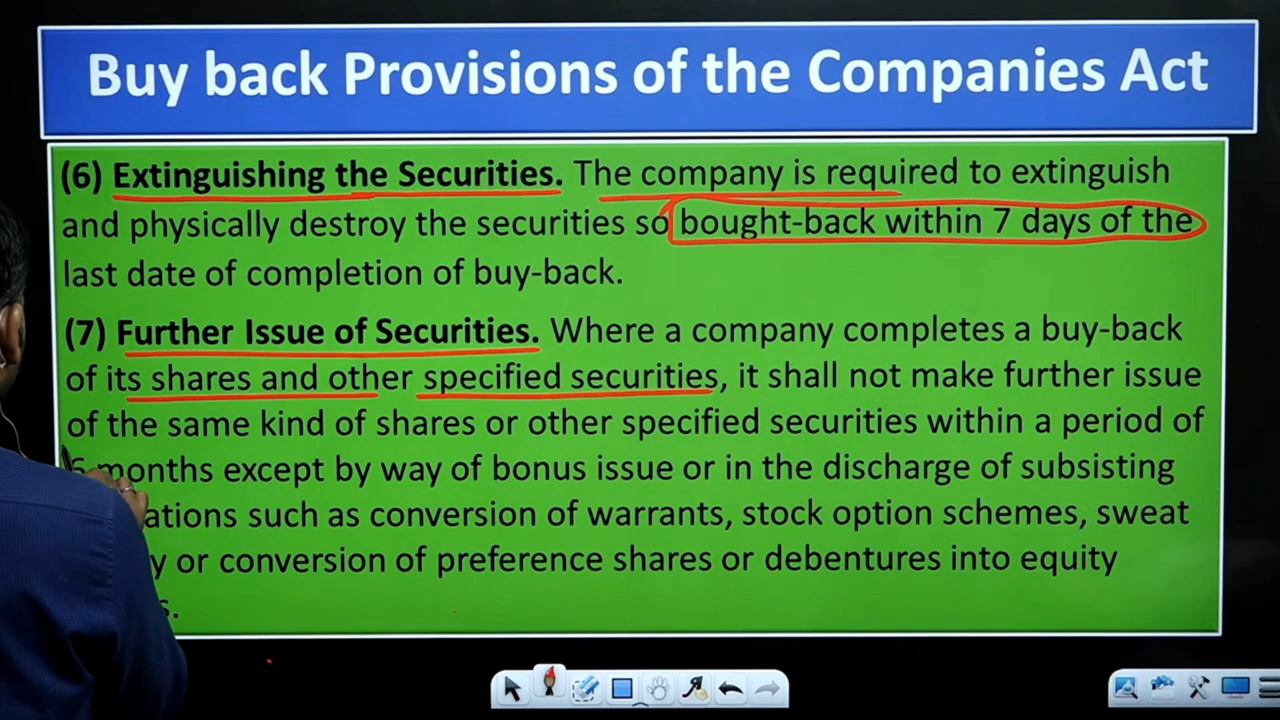 Buy back Provisions of the Companies Act
(6) Extinguishing the Securities. The company is required to extinguish
and physically destroy the securities so bought-back within 7 days of the
last date of completion of buy-back.
(7) Further Issue of Securities. Where a company completes a buy-back
of its shares and other specified securities, it shall not make further issue
of the same kind of shares or other specified securities within a period of
6 months except by way of bonus issue or in the discharge of subsisting
ations such as conversion of warrants, stock option schemes, sweat
y or conversion of preference shares or debentures into equity
s.